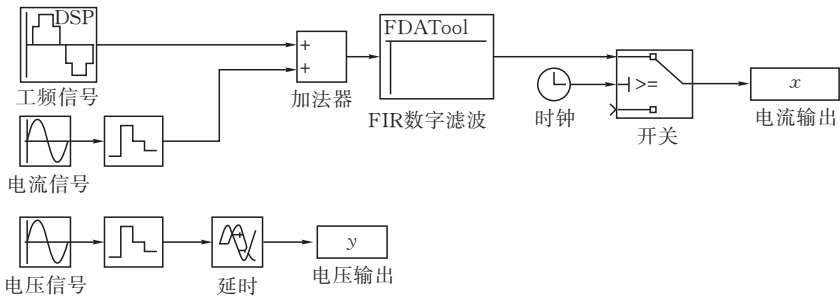 DSP
工频信号
+
+
加法器
FDATool
FIR数字滤波
时钟
>=
开关
x
电流输出
电流信号
电压信号
延时
y
电压输出